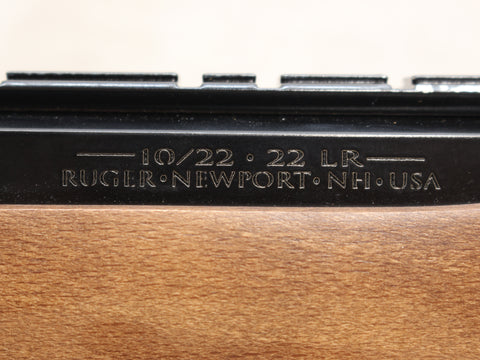 10/22 · 22 LR
RUGER·NEWPORT·NH·USA